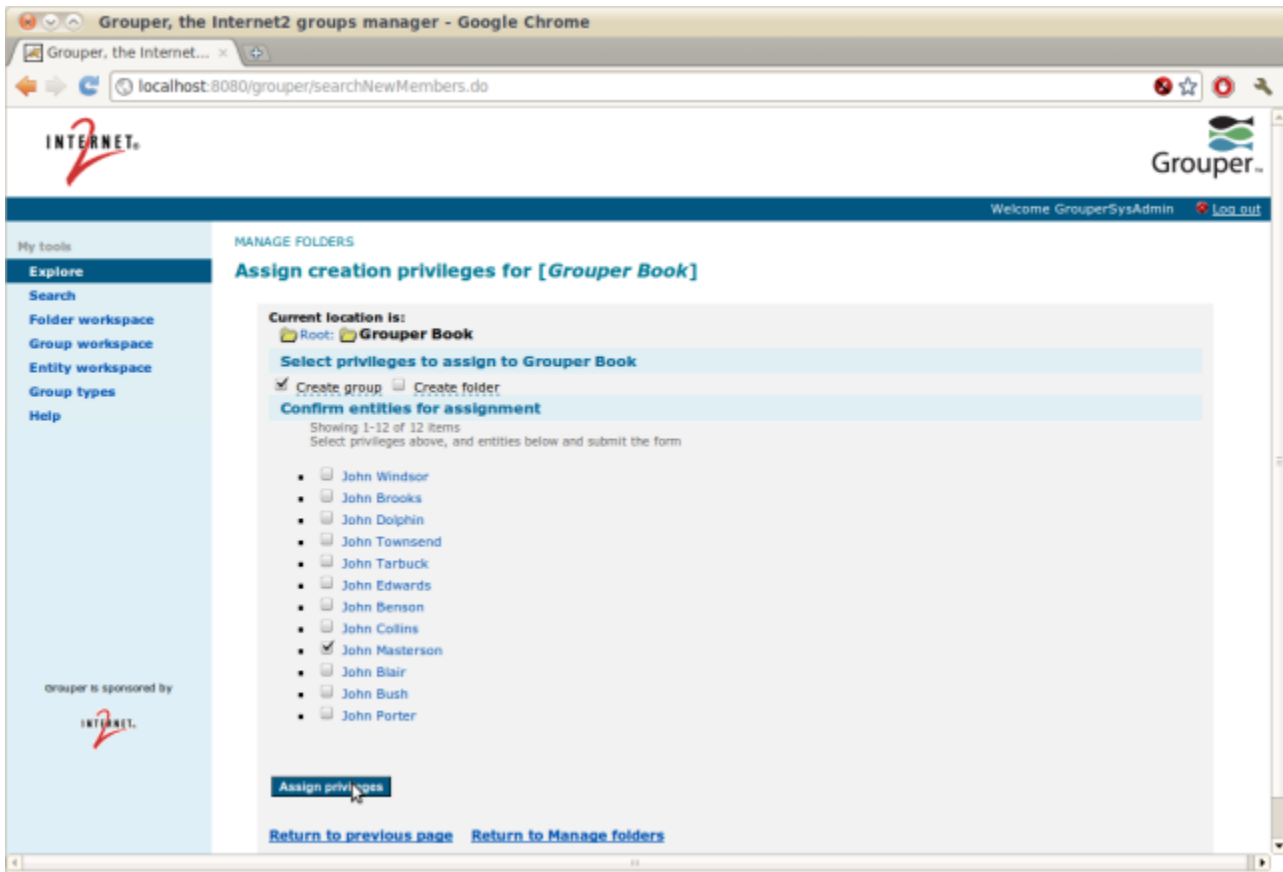 Grouper, the Internet2 groups manager - Google Chrome
Grouper, the Internet... ×
localhost:8080/grouper/searchNewMembers.do
INTERNET® 2
Grouper™
Welcome GrouperSysAdmin Log out
My tools
Explore
Search
Folder workspace
Group workspace
Entity workspace
Group types
Help
Grouper is sponsored by
INTERNET® 2
MANAGE FOLDERS
Assign creation privileges for [Grouper Book]
Current location is:
Root: Grouper Book
Select privileges to assign to Grouper Book
Create group Create folder
Confirm entities for assignment
Showing 1-12 of 12 items
Select privileges above, and entities below and submit the form
John Windsor
John Brooks
John Dolphin
John Townsend
John Tarbuck
John Edwards
John Benson
John Collins
John Masterson
John Blair
John Bush
John Porter
Assign privileges
Return to previous page Return to Manage folders